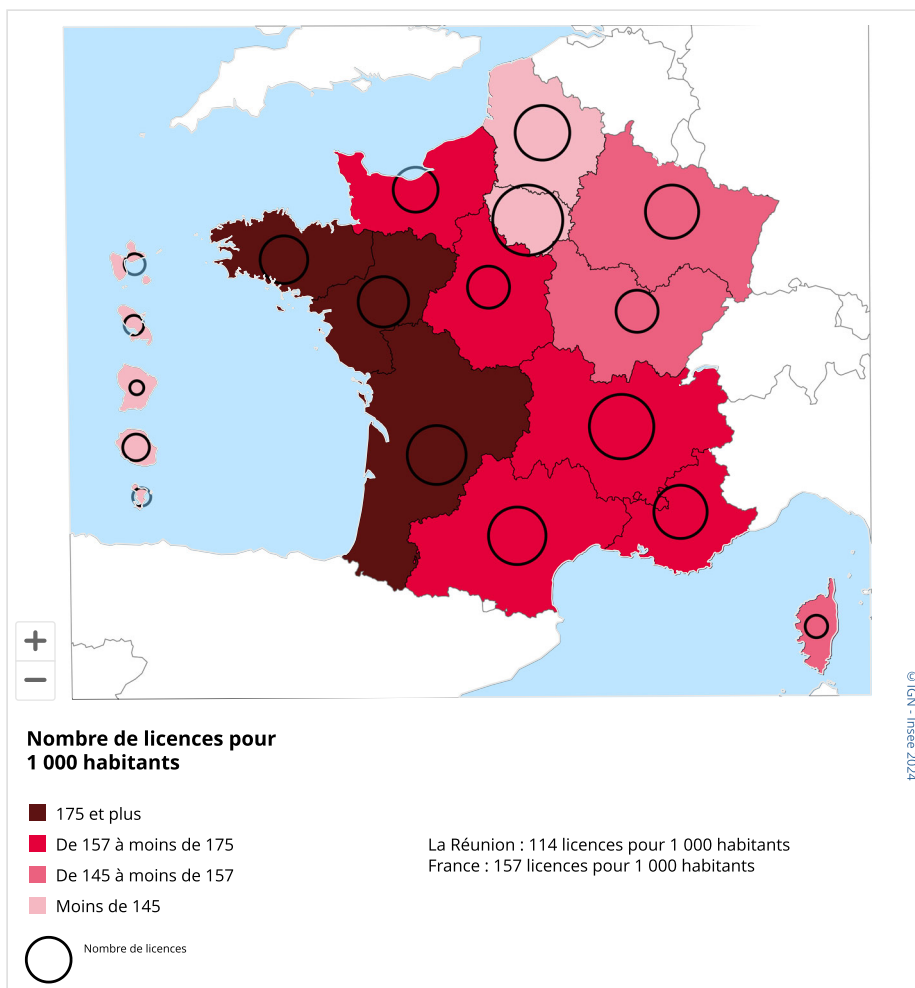 +
−
© IGN - Insee 2024
Nombre de licences pour
1 000 habitants
175 et plus
De 157 à moins de 175
De 145 à moins de 157
Moins de 145
La Réunion : 114 licences pour 1 000 habitants
France : 157 licences pour 1 000 habitants
Nombre de licences